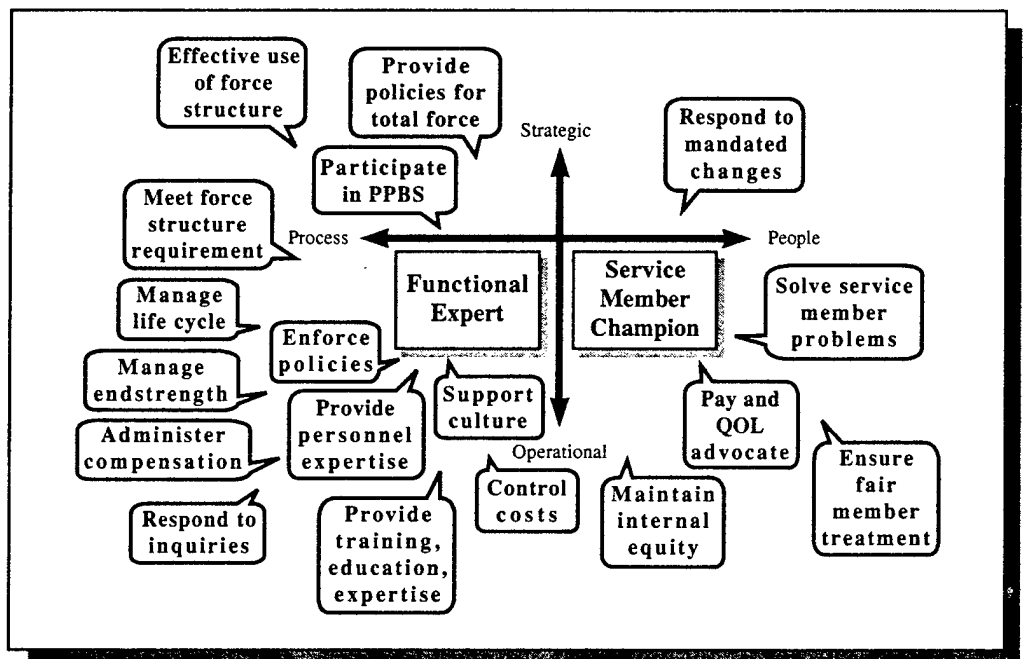 Effective use
of force
structure
Provide
policies for
total force
Strategic
Respond to
mandated
changes
Participate
in PPBS
Meet force
structure
requirement
Process
People
Functional
Expert
Service
Member
Champion
Solve service
member
problems
Manage
life cycle
Enforce
policies
Manage
endstrength
Support
culture
Pay and
QOL
advocate
Provide
personnel
expertise
Administer
compensation
Operational
Ensure
fair
member
treatment
Control
costs
Maintain
internal
equity
Respond to
inquiries
Provide
training,
education,
expertise